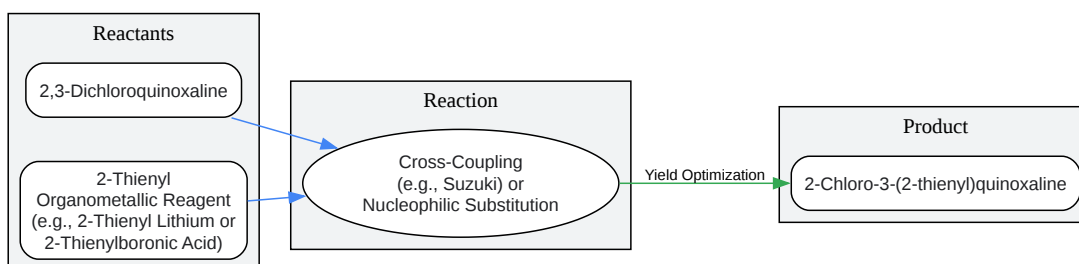 Reactants
2,3-Dichloroquinoxaline
2-Thienyl
Organometallic Reagent
(e.g., 2-Thienyl Lithium or
2-Thienylboronic Acid)
Reaction
Cross-Coupling
(e.g., Suzuki) or
Nucleophilic Substitution
Yield Optimization
Product
2-Chloro-3-(2-thienyl)quinoxaline